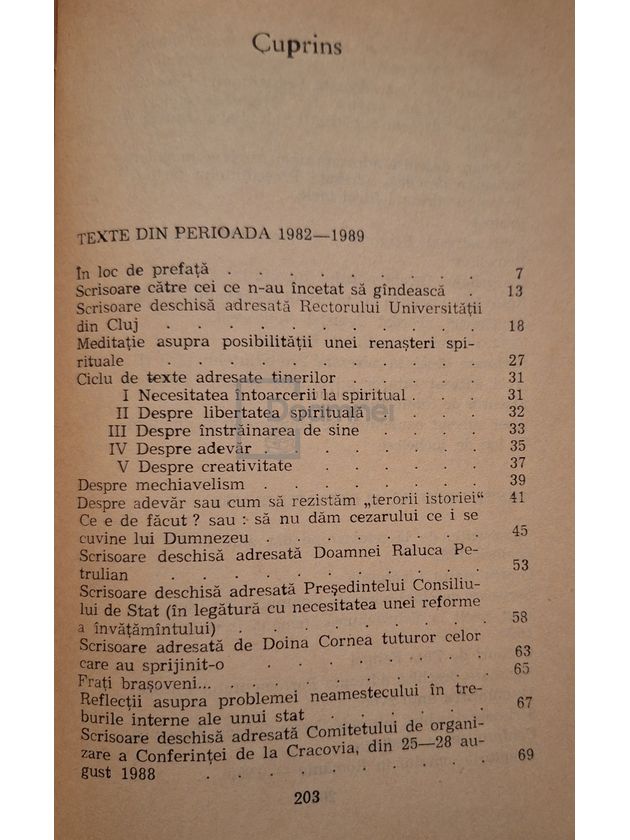 Cuprins
TEXTE DIN PERIOADA 1982—1989
În loc de prefață . . . . . . . . 7
Scrisoare către cei ce n-au încetat să gîndească . 13
Scrisoare deschisă adresată Rectorului Universității
din Cluj . . . . . . . . . . 18
Meditație asupra posibilității unei renașteri spi-
rituale . . . . . . . . . . 27
Ciclu de texte adresate tinerilor . . . . . 31
I Necesitatea întoarcerii la spiritual . . . 31
II Despre libertatea spirituală . . . . 32
III Despre înstrăinarea de sine . . . . 33
IV Despre adevăr . . . . . . . 35
V Despre creativitate . . . . . 37
Despre mechiavelism . . . . . . . 39
Despre adevăr sau cum să rezistăm „terorii istoriei“ 41
Ce e de făcut ? sau : să nu dăm cezarului ce i se
cuvine lui Dumnezeu . . . . . . . 45
Scrisoare deschisă adresată Doamnei Raluca Pe-
trulian . . . . . . . . . . 53
Scrisoare deschisă adresată Președintelui Consiliu-
lui de Stat (în legătură cu necesitatea unei reforme
a învățămîntului) . . . . . . . . 58
Scrisoare adresată de Doina Cornea tuturor celor
care au sprijinit-o . . . . . . . 63
Frați brașoveni... . . . . . . . . 65
Reflecții asupra problemei neamestecului în tre-
burile interne ale unui stat . . . . . 67
Scrisoare deschisă adresată Comitetului de organi-
zare a Conferinței de la Cracovia, din 25—28 au-
gust 1988 . . . . . . . . . 69
203